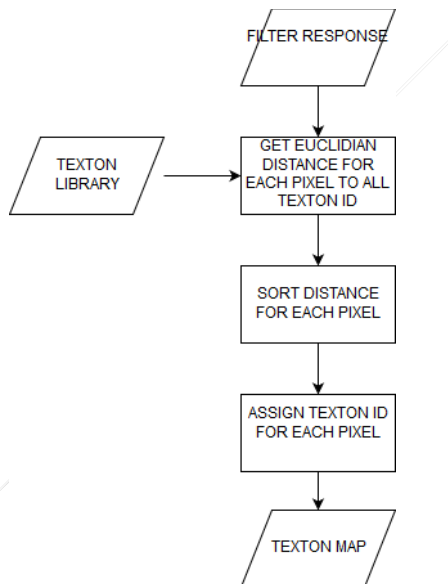 FILTER RESPONSE
TEXTON
LIBRARY
GET EUCLIDIAN
DISTANCE FOR
EACH PIXEL TO ALL
TEXTON ID
SORT DISTANCE
FOR EACH PIXEL
ASSIGN TEXTON ID
FOR EACH PIXEL
TEXTON MAP